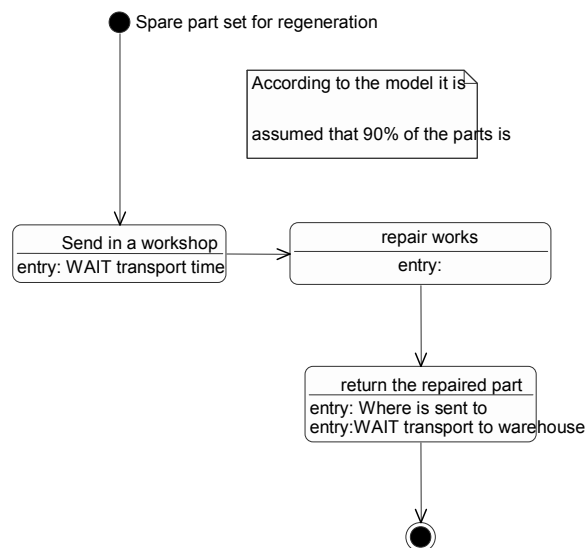 Spare part set for regeneration
According to the model it is
assumed that 90% of the parts is
Send in a workshop
entry: WAIT transport time
repair works
entry:
return the repaired part
entry: Where is sent to
entry:WAIT transport to warehouse